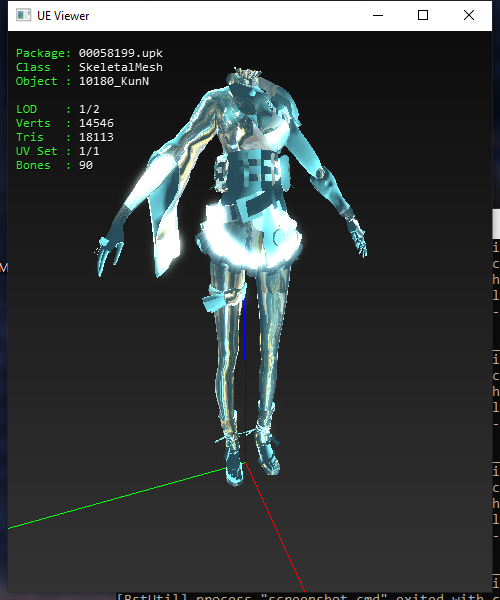 UE Viewer
Package: 00058199.upk
Class : SkeletalMesh
Object : 10180_KunN
LOD : 1/2
Verts : 14546
Tris : 18113
UV Set : 1/1
Bones : 90
M
i
c
h
l
-
i
c
h
l
-
i
c
h
l
-
i
[BstUtil] process "screenshot.cmd" exited with c